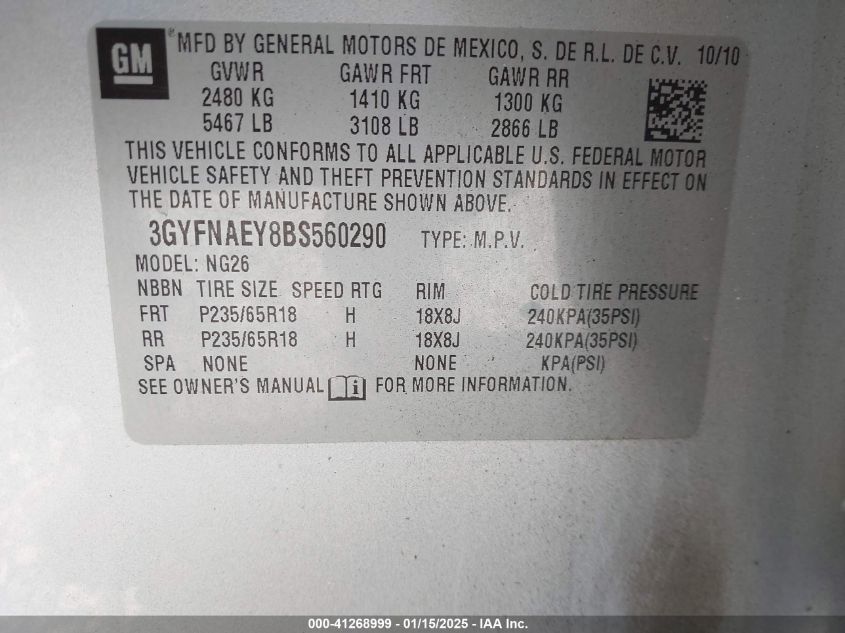 GM ® MFD BY GENERAL MOTORS DE MEXICO, S. DE R.L. DE C.V. 10/10
GVWR GAWR FRT GAWR RR
2480 KG 1410 KG 1300 KG
5467 LB 3108 LB 2866 LB
THIS VEHICLE CONFORMS TO ALL APPLICABLE U.S. FEDERAL MOTOR
VEHICLE SAFETY AND THEFT PREVENTION STANDARDS IN EFFECT ON
THE DATE OF MANUFACTURE SHOWN ABOVE.
3GYFNAEY8BS560290 TYPE: M.P.V.
MODEL: NG26
NBBN TIRE SIZE SPEED RTG RIM COLD TIRE PRESSURE
FRT P235/65R18 H 18X8J 240KPA(35PSI)
RR P235/65R18 H 18X8J 240KPA(35PSI)
SPA NONE NONE KPA(PSI)
SEE OWNER'S MANUAL i FOR MORE INFORMATION.
000-41268999 — 01/15/2025 — IAA Inc.